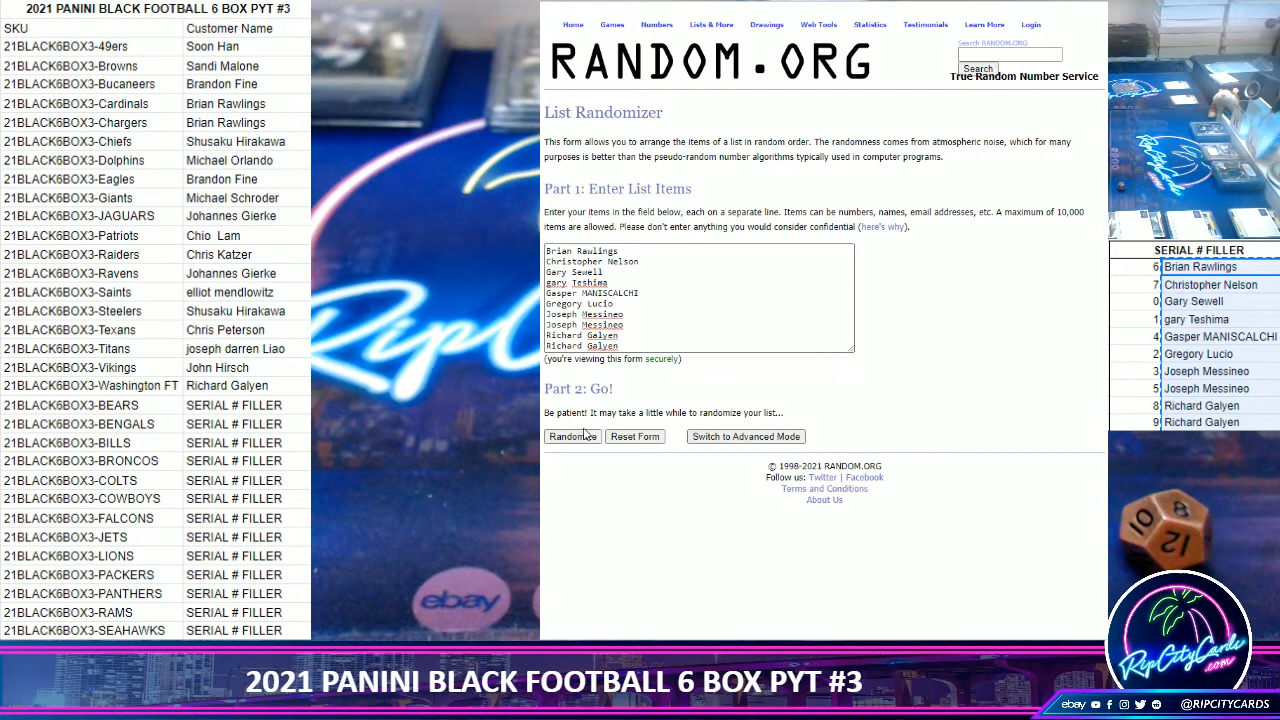 2021 PANINI BLACK FOOTBALL 6 BOX PYT #3
SKU Customer Name
21BLACK6BOX3-49ers Soon Han
21BLACK6BOX3-Browns Sandi Malone
21BLACK6BOX3-Bucaneers Brandon Fine
21BLACK6BOX3-Cardinals Brian Rawlings
21BLACK6BOX3-Chargers Brian Rawlings
21BLACK6BOX3-Chiefs Shusaku Hirakawa
21BLACK6BOX3-Dolphins Michael Orlando
21BLACK6BOX3-Eagles Brandon Fine
21BLACK6BOX3-Giants Michael Schroder
21BLACK6BOX3-JAGUARS Johannes Gierke
21BLACK6BOX3-Patriots Chio Lam
21BLACK6BOX3-Raiders Chris Katzer
21BLACK6BOX3-Ravens Johannes Gierke
21BLACK6BOX3-Saints elliot mendlowitz
21BLACK6BOX3-Steelers Shusaku Hirakawa
21BLACK6BOX3-Texans Chris Peterson
21BLACK6BOX3-Titans joseph darren Liao
21BLACK6BOX3-Vikings John Hirsch
21BLACK6BOX3-Washington FT Richard Galyen
21BLACK6BOX3-BEARS SERIAL # FILLER
21BLACK6BOX3-BENGALS SERIAL # FILLER
21BLACK6BOX3-BILLS SERIAL # FILLER
21BLACK6BOX3-BRONCOS SERIAL # FILLER
21BLACK6BOX3-COLTS SERIAL # FILLER
21BLACK6BOX3-COWBOYS SERIAL # FILLER
21BLACK6BOX3-FALCONS SERIAL # FILLER
21BLACK6BOX3-JETS SERIAL # FILLER
21BLACK6BOX3-LIONS SERIAL # FILLER
21BLACK6BOX3-PACKERS SERIAL # FILLER
21BLACK6BOX3-PANTHERS SERIAL # FILLER
21BLACK6BOX3-RAMS SERIAL # FILLER
21BLACK6BOX3-SEAHAWKS SERIAL # FILLER
ebay
Home Games Numbers Lists & More Drawings Web Tools Statistics Testimonials Learn More Login
RANDOM.ORG
Search RANDOM.ORG
Search
True Random Number Service
List Randomizer
This form allows you to arrange the items of a list in random order. The randomness comes from atmospheric noise, which for many
purposes is better than the pseudo-random number algorithms typically used in computer programs.
Part 1: Enter List Items
Enter your items in the field below, each on a separate line. Items can be numbers, names, email addresses, etc. A maximum of 10,000
items are allowed. Please don't enter anything you would consider confidential (here's why).
Brian Rawlings
Christopher Nelson
Gary Sewell
gary Teshima
Gasper MANISCALCHI
Gregory Lucio
Joseph Messineo
Joseph Messineo
Richard Galyen
Richard Galyen
(you're viewing this form securely)
Part 2: Go!
Be patient! It may take a little while to randomize your list...
Randomize Reset Form Switch to Advanced Mode
© 1998-2021 RANDOM.ORG
Follow us: Twitter | Facebook
Terms and Conditions
About Us
SERIAL # FILLER
6 Brian Rawlings
7 Christopher Nelson
0 Gary Sewell
1 gary Teshima
4 Gasper MANISCALCHI
2 Gregory Lucio
3 Joseph Messineo
5 Joseph Messineo
8 Richard Galyen
9 Richard Galyen
8
10
12
RipCityCards
.com
2021 PANINI BLACK FOOTBALL 6 BOX PYT #3
ebay @RIPCITYCARDS